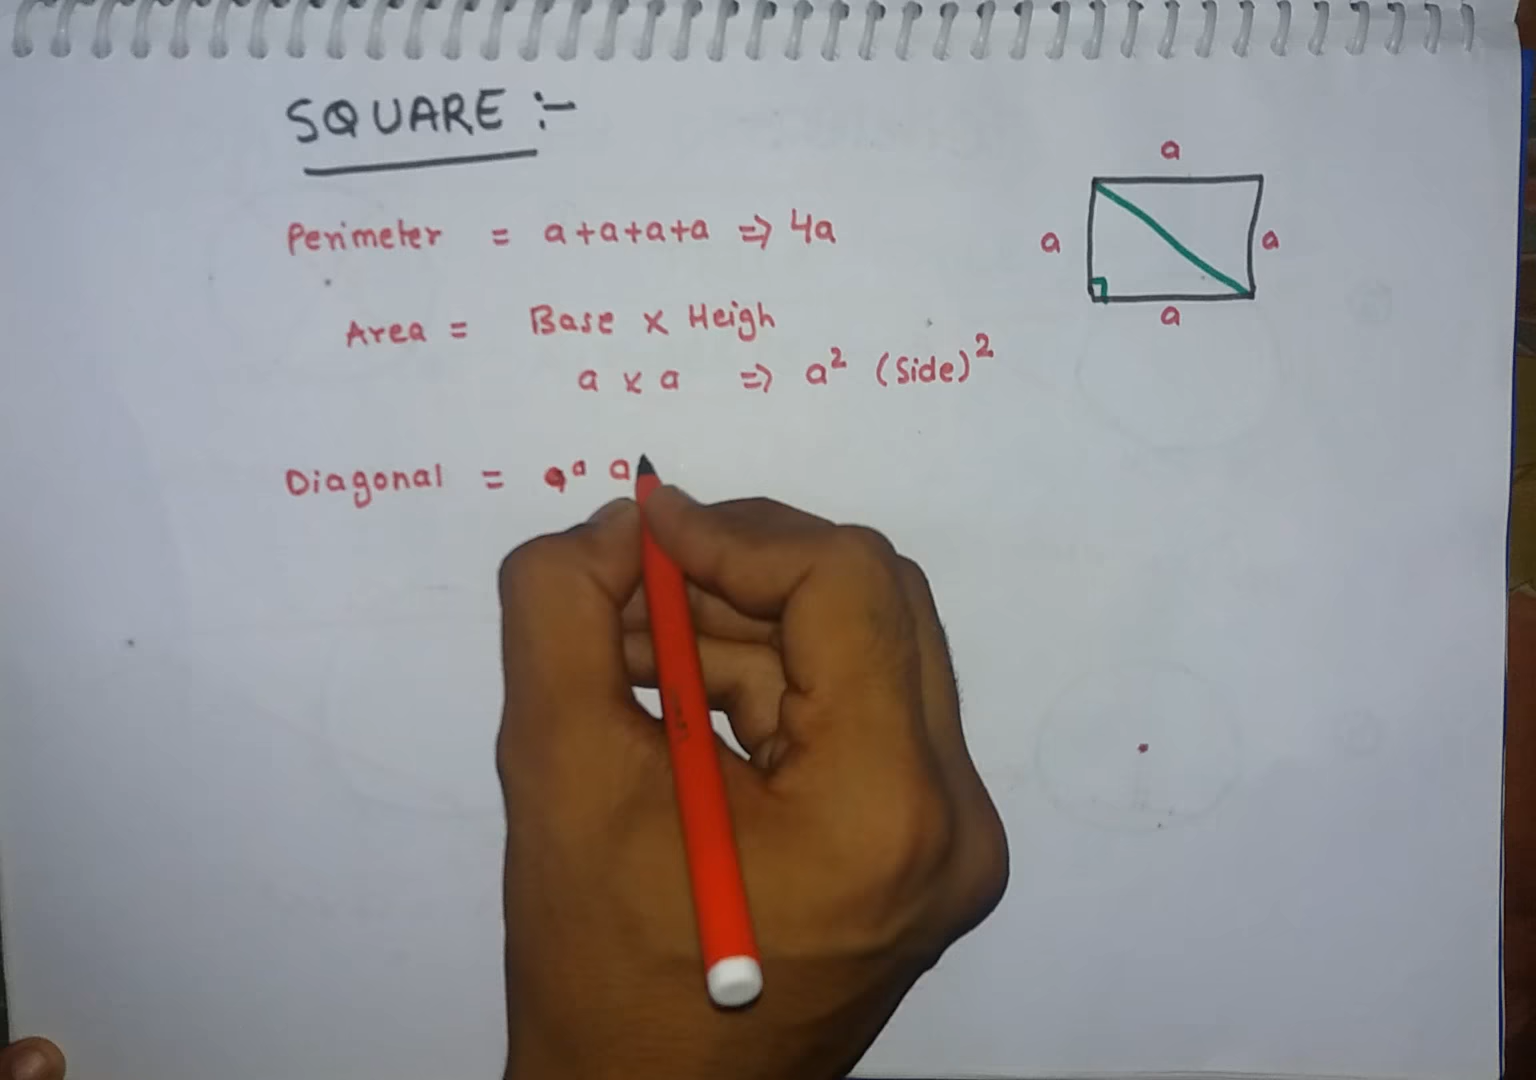 SQUARE :-
a
Perimeter = a+a+a+a => 4a
a a
Area = Base x Heigh
a
a x a => a² (Side)²
Diagonal = a a